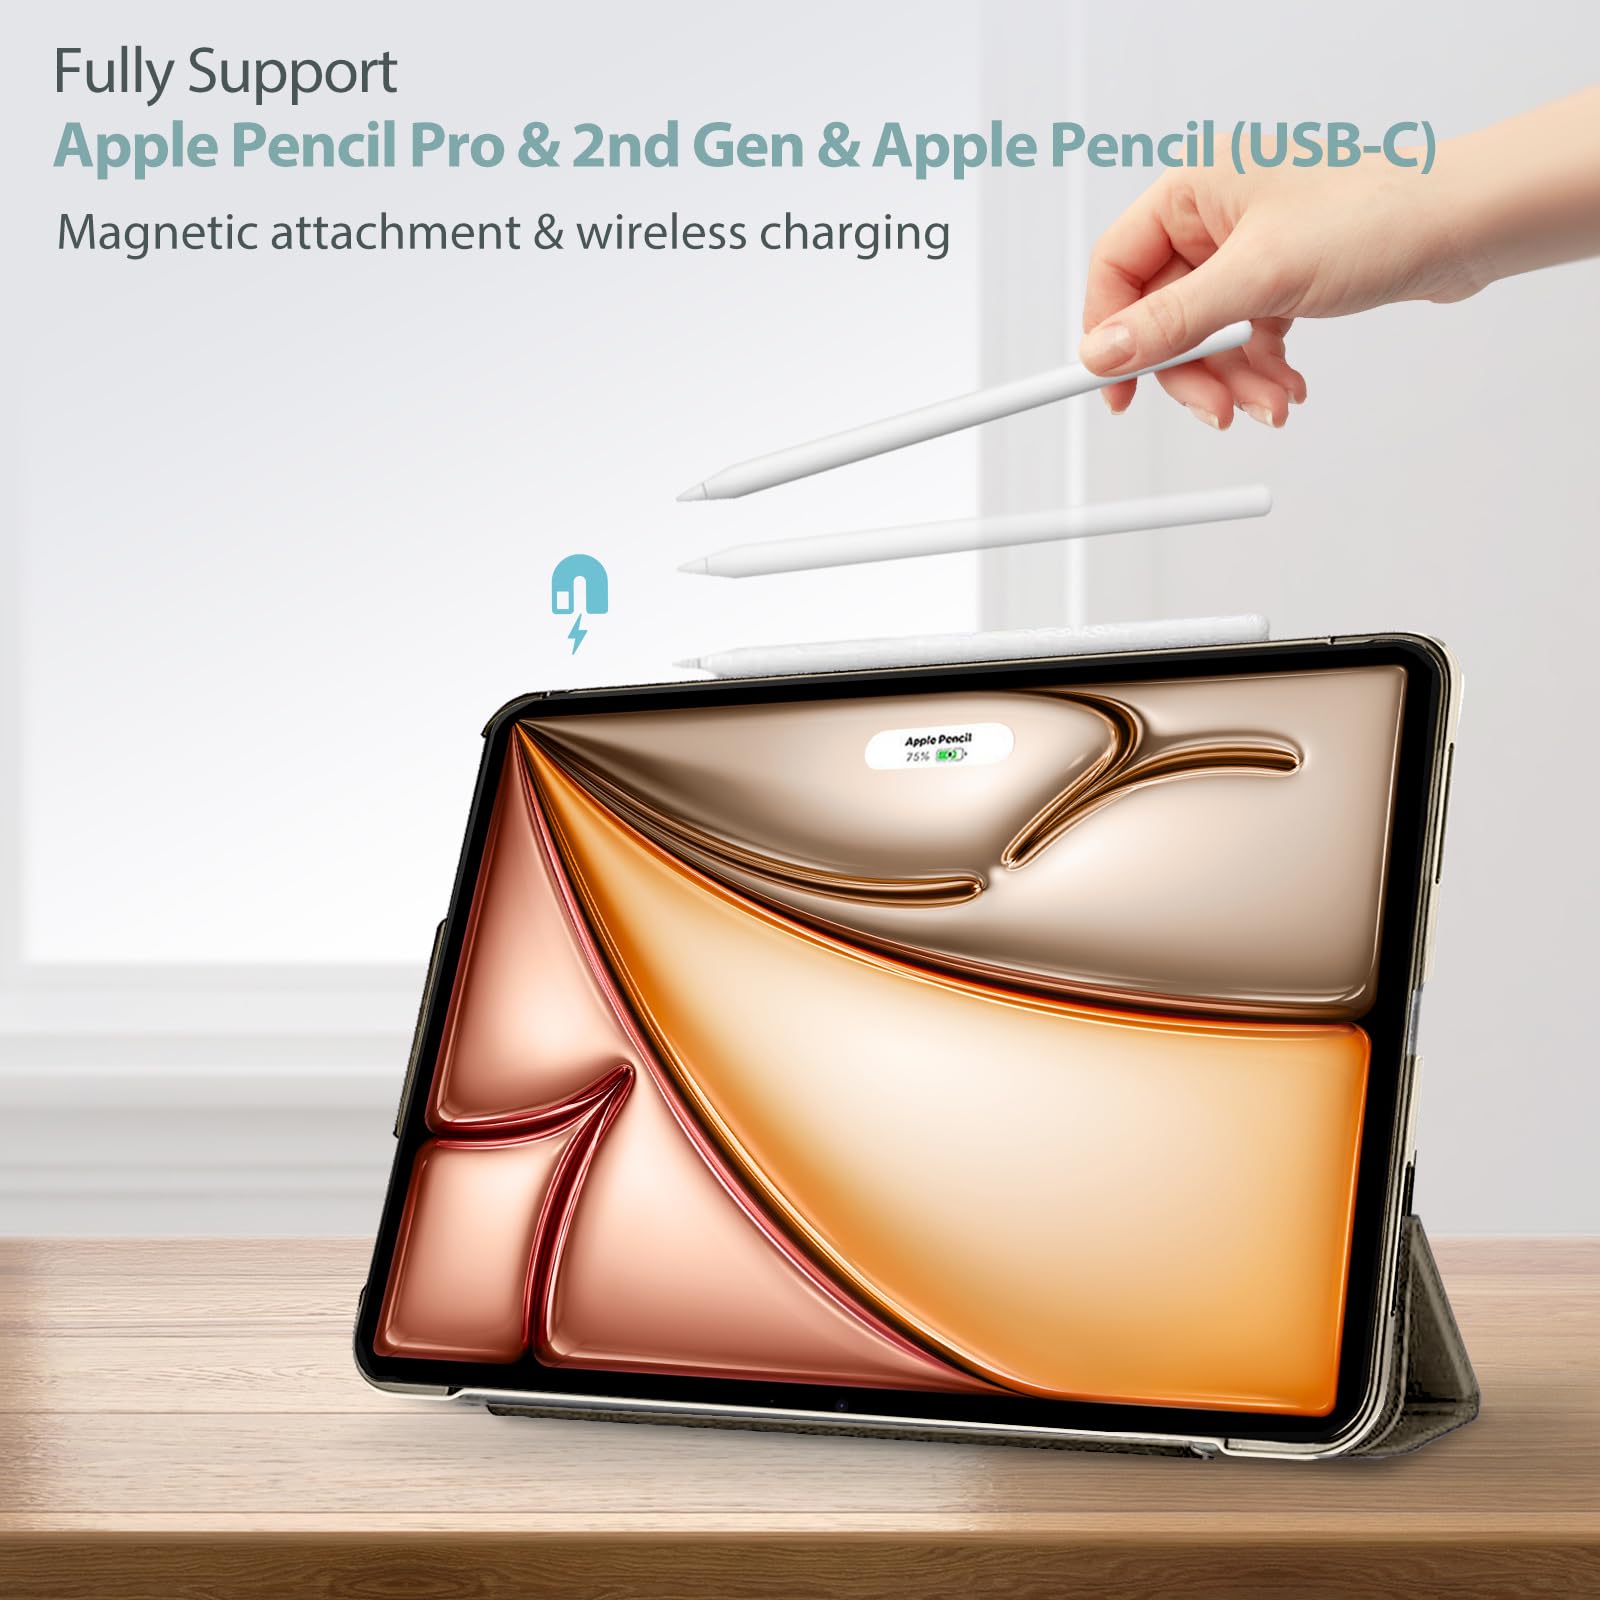 Fully Support
Apple Pencil Pro & 2nd Gen & Apple Pencil (USB-C)
Magnetic attachment & wireless charging
Apple Pencil
75%